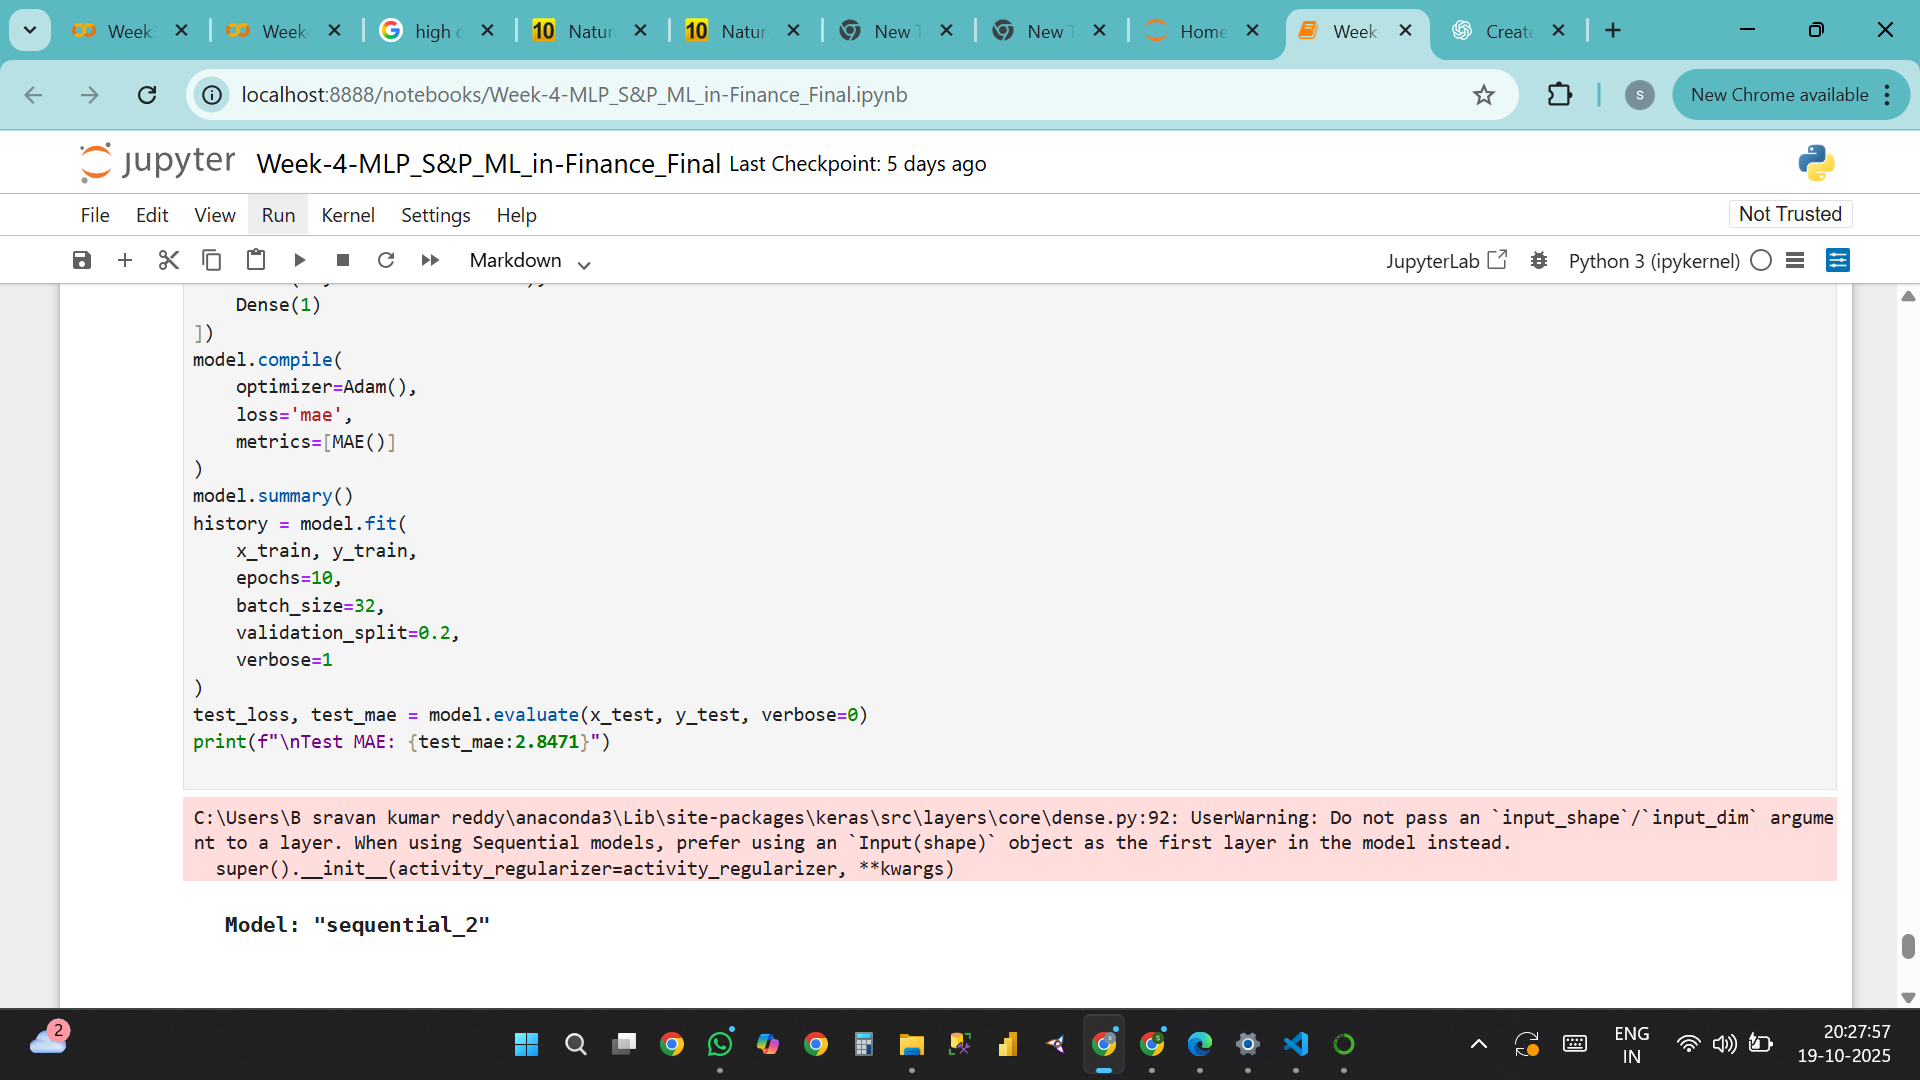 Week
Week
high
10 Natur
10 Natur
New
New
Home
Week
Create
localhost:8888/notebooks/Week-4-MLP_S&P_ML_in-Finance_Final.ipynb
s
New Chrome available
jupyter Week-4-MLP_S&P_ML_in-Finance_Final Last Checkpoint: 5 days ago
File Edit View Run Kernel Settings Help
Not Trusted
Markdown
JupyterLab
Python 3 (ipykernel)
Dense(1)
])
model.compile(
optimizer=Adam(),
loss='mae',
metrics=[MAE()]
)
model.summary()
history = model.fit(
x_train, y_train,
epochs=10,
batch_size=32,
validation_split=0.2,
verbose=1
)
test_loss, test_mae = model.evaluate(x_test, y_test, verbose=0)
print(f"\nTest MAE: {test_mae:2.8471}")
C:\Users\B sravan kumar reddy\anaconda3\Lib\site-packages\keras\src\layers\core\dense.py:92: UserWarning: Do not pass an `input_shape`/`input_dim` argume
nt to a layer. When using Sequential models, prefer using an `Input(shape)` object as the first layer in the model instead.
super().__init__(activity_regularizer=activity_regularizer, **kwargs)
Model: "sequential_2"
2
ENG
IN
20:27:57
19-10-2025